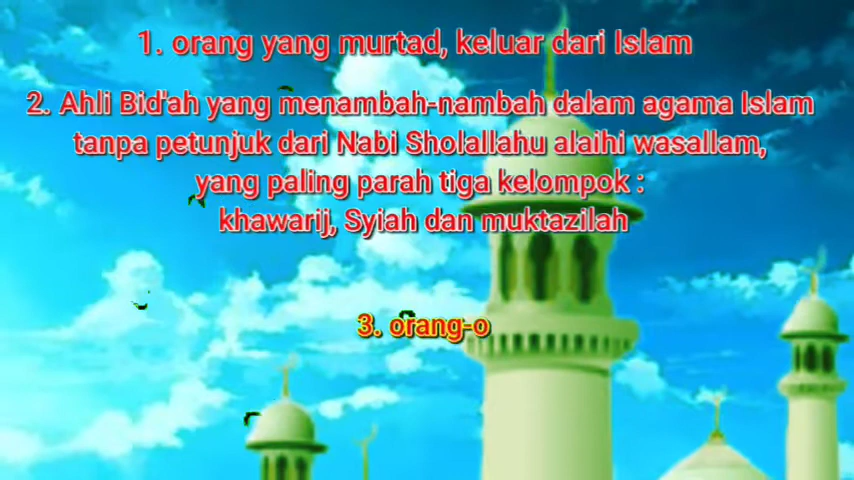 1. orang yang murtad, keluar dari Islam
2. Ahli Bid'ah yang menambah-nambah dalam agama Islam
tanpa petunjuk dari Nabi Sholallahu alaihi wasallam,
yang paling parah tiga kelompok :
khawarij, Syiah dan muktazilah
3. orang-o